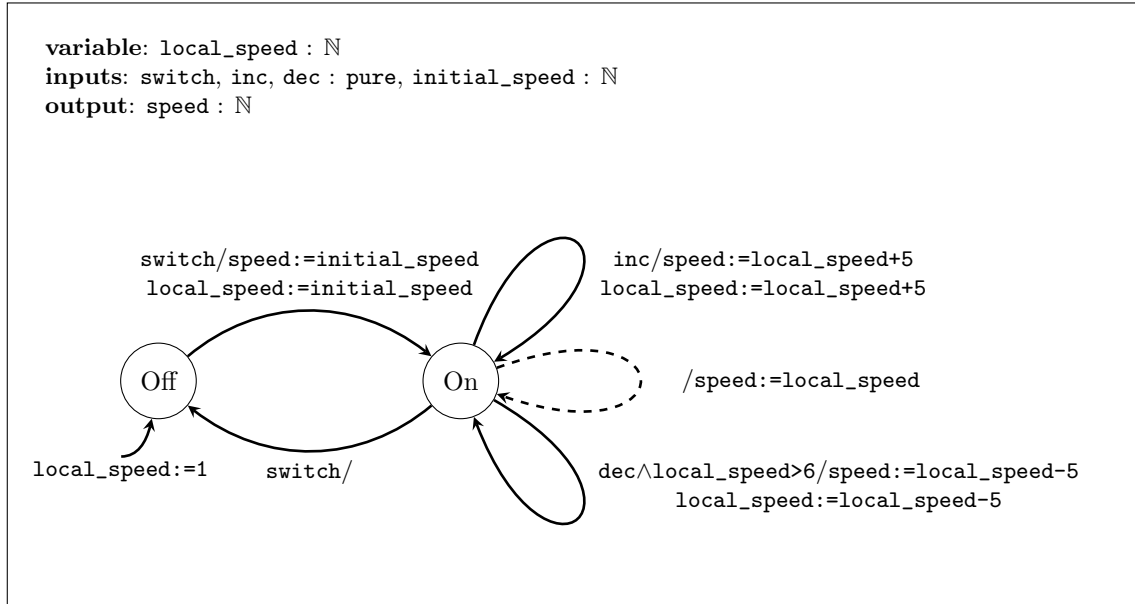 variable: local_speed : ℕ
inputs: switch, inc, dec : pure, initial_speed : ℕ
output: speed : ℕ
switch/speed:=initial_speed
local_speed:=initial_speed
inc/speed:=local_speed+5
local_speed:=local_speed+5
Off
On
/speed:=local_speed
local_speed:=1
switch/
dec∧local_speed>6/speed:=local_speed-5
local_speed:=local_speed-5